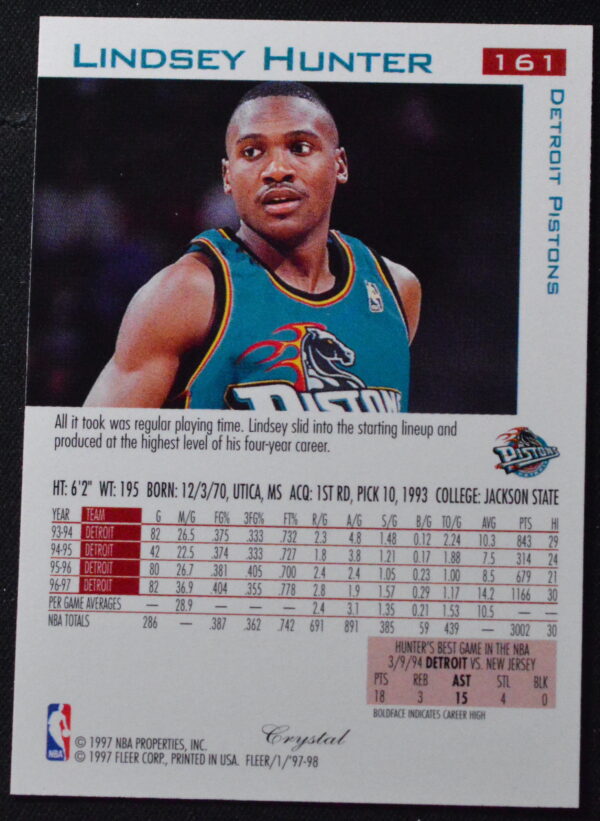 LINDSEY HUNTER
161
DETROIT PISTONS
PISTONS
All it took was regular playing time. Lindsey slid into the starting lineup and
produced at the highest level of his four-year career.
PISTONS
HT: 6'2" WT: 195 BORN: 12/3/70, UTICA, MS ACQ: 1ST RD, PICK 10, 1993 COLLEGE: JACKSON STATE
YEAR TEAM G M/G FG% 3FG% FT% R/G A/G S/G B/G TO/G AVG PTS HI
93-94 DETROIT 82 26.5 .375 .333 .732 2.3 4.8 1.48 0.12 2.24 10.3 843 29
94-95 DETROIT 42 22.5 .374 .333 .727 1.8 3.8 1.21 0.17 1.88 7.5 314 24
95-96 DETROIT 80 26.7 .381 .405 .700 2.4 2.4 1.05 0.23 1.00 8.5 679 21
96-97 DETROIT 82 36.9 .404 .355 .778 2.8 1.9 1.57 0.29 1.17 14.2 1166 30
PER GAME AVERAGES — 28.9 — — — 2.4 3.1 1.35 0.21 1.53 10.5 — —
NBA TOTALS 286 — .387 .362 .742 691 891 385 59 439 — 3002 30
HUNTER'S BEST GAME IN THE NBA
3/9/94 DETROIT VS. NEW JERSEY
PTS REB AST STL BLK
18 3 15 4 0
BOLDFACE INDICATES CAREER HIGH
NBA
© 1997 NBA PROPERTIES, INC.
© 1997 FLEER CORP., PRINTED IN USA. FLEER/1/'97-98
Crystal